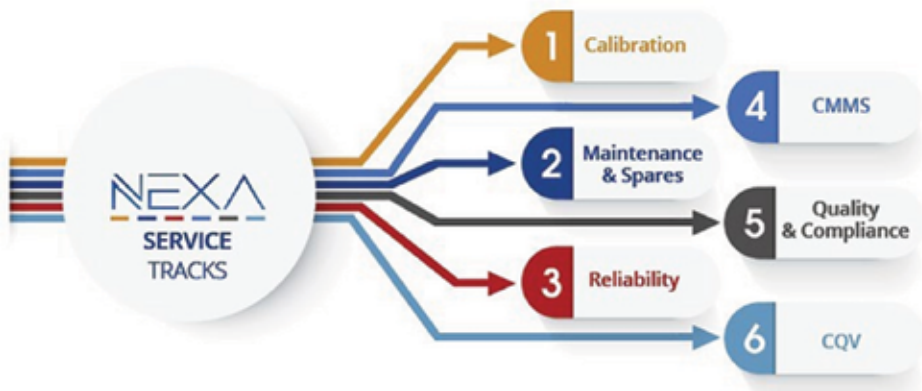 NEXA
SERVICE
TRACKS
1
Calibration
4
CMMS
2
Maintenance
& Spares
5
Quality
& Compliance
3
Reliability
6
CQV